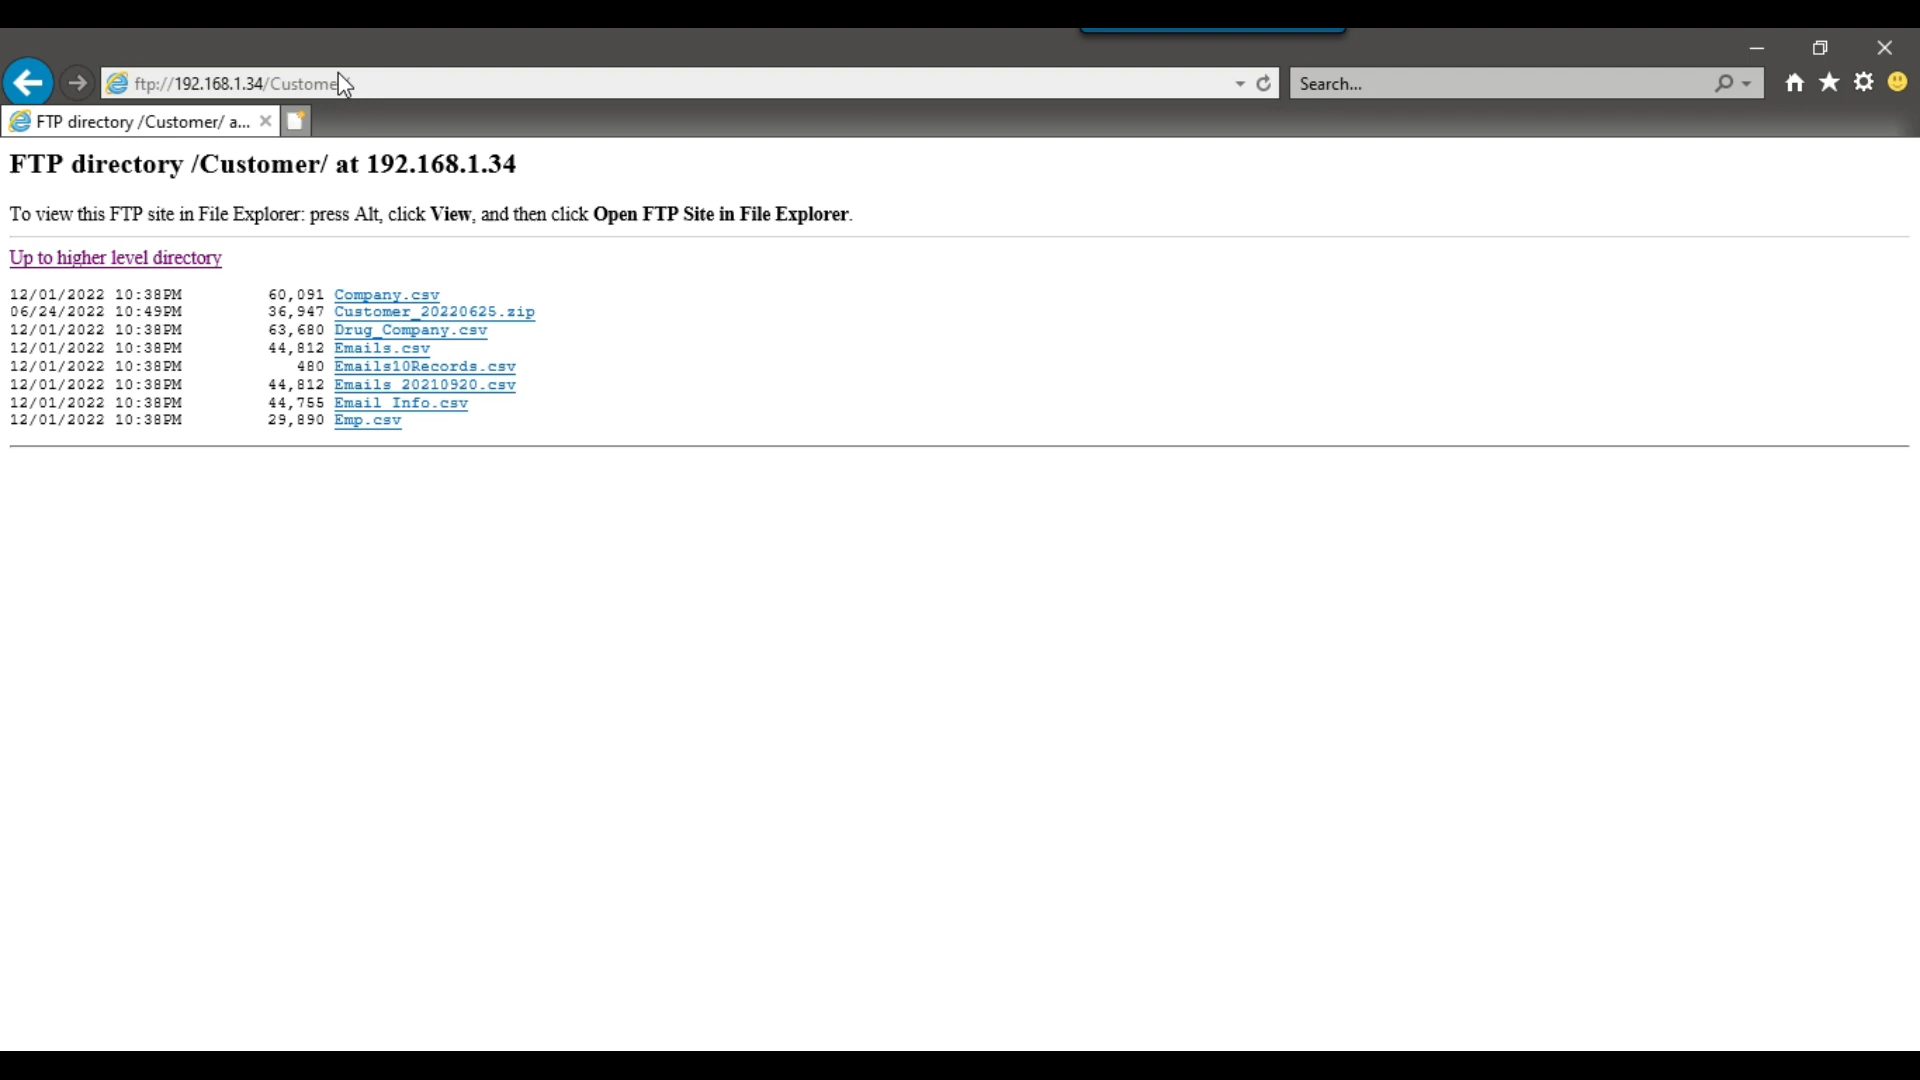 ftp://192.168.1.34/Custome
Search...
FTP directory /Customer/ a...
FTP directory /Customer/ at 192.168.1.34
To view this FTP site in File Explorer: press Alt, click View, and then click Open FTP Site in File Explorer.
Up to higher level directory
12/01/2022 10:38PM 60,091 Company.csv
06/24/2022 10:49PM 36,947 Customer_20220625.zip
12/01/2022 10:38PM 63,680 Drug_Company.csv
12/01/2022 10:38PM 44,812 Emails.csv
12/01/2022 10:38PM 480 Emails10Records.csv
12/01/2022 10:38PM 44,812 Emails_20210920.csv
12/01/2022 10:38PM 44,755 Email_Info.csv
12/01/2022 10:38PM 29,890 Emp.csv